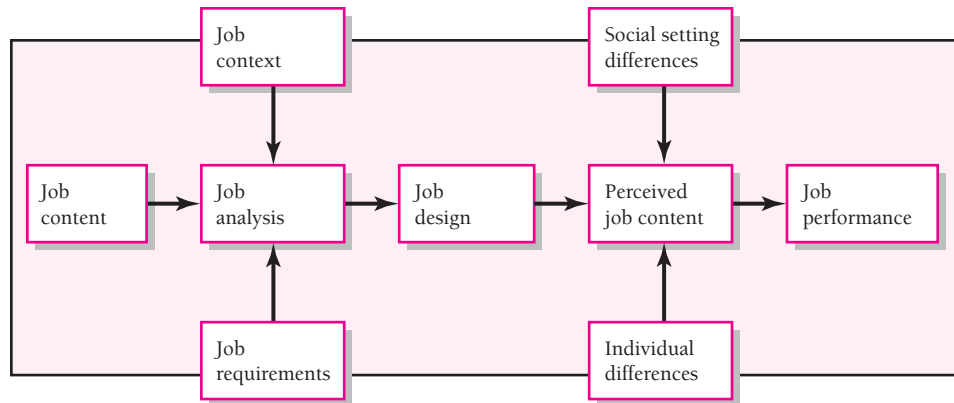 Job
context
Social setting
differences
Job
content
Job
analysis
Job
design
Perceived
job content
Job
performance
Job
requirements
Individual
differences